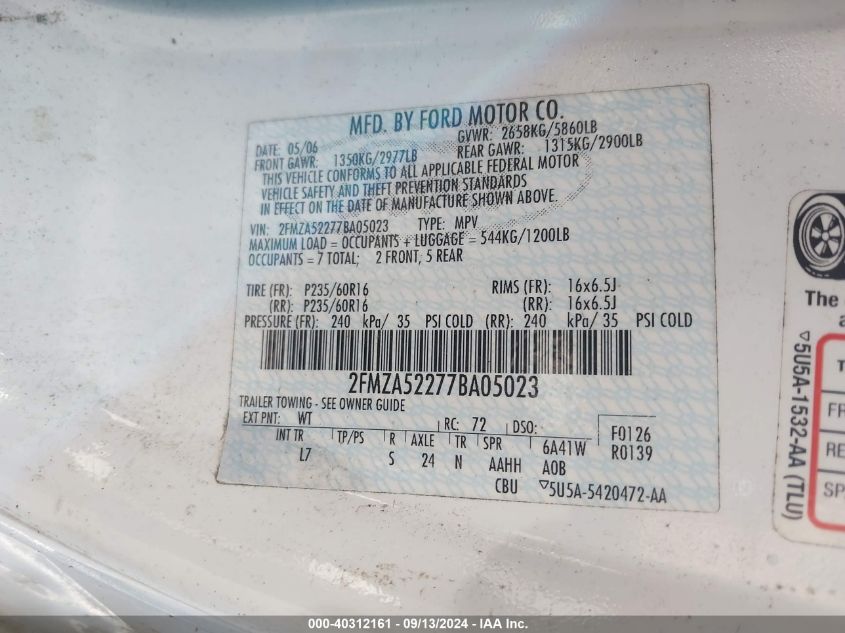 MFD. BY FORD MOTOR CO.
DATE: 05/06 GVWR: 2658KG/5860LB
FRONT GAWR: 1350KG/2977LB REAR GAWR: 1315KG/2900LB
THIS VEHICLE CONFORMS TO ALL APPLICABLE FEDERAL MOTOR
VEHICLE SAFETY AND THEFT PREVENTION STANDARDS
IN EFFECT ON THE DATE OF MANUFACTURE SHOWN ABOVE.
VIN: 2FMZA52277BA05023 TYPE: MPV
MAXIMUM LOAD = OCCUPANTS + LUGGAGE = 544KG/1200LB
OCCUPANTS = 7 TOTAL; 2 FRONT, 5 REAR
TIRE (FR): P235/60R16 RIMS (FR): 16x6.5J
(RR): P235/60R16 (RR): 16x6.5J
PRESSURE (FR): 240 kPa/ 35 PSI COLD (RR): 240 kPa/ 35 PSI COLD
2FMZA52277BA05023
TRAILER TOWING - SEE OWNER GUIDE
EXT PNT: WT RC: 72 DSO: F0126
INT TR TP/PS R AXLE TR SPR 6A41W R0139
L7 S 24 N AAHH A0B
CBU 5U5A-5420472-AA
The
a
5U5A-1532-AA (TLU)
T
FR
RE
SP
000-40312161 - 09/13/2024 - IAA Inc.